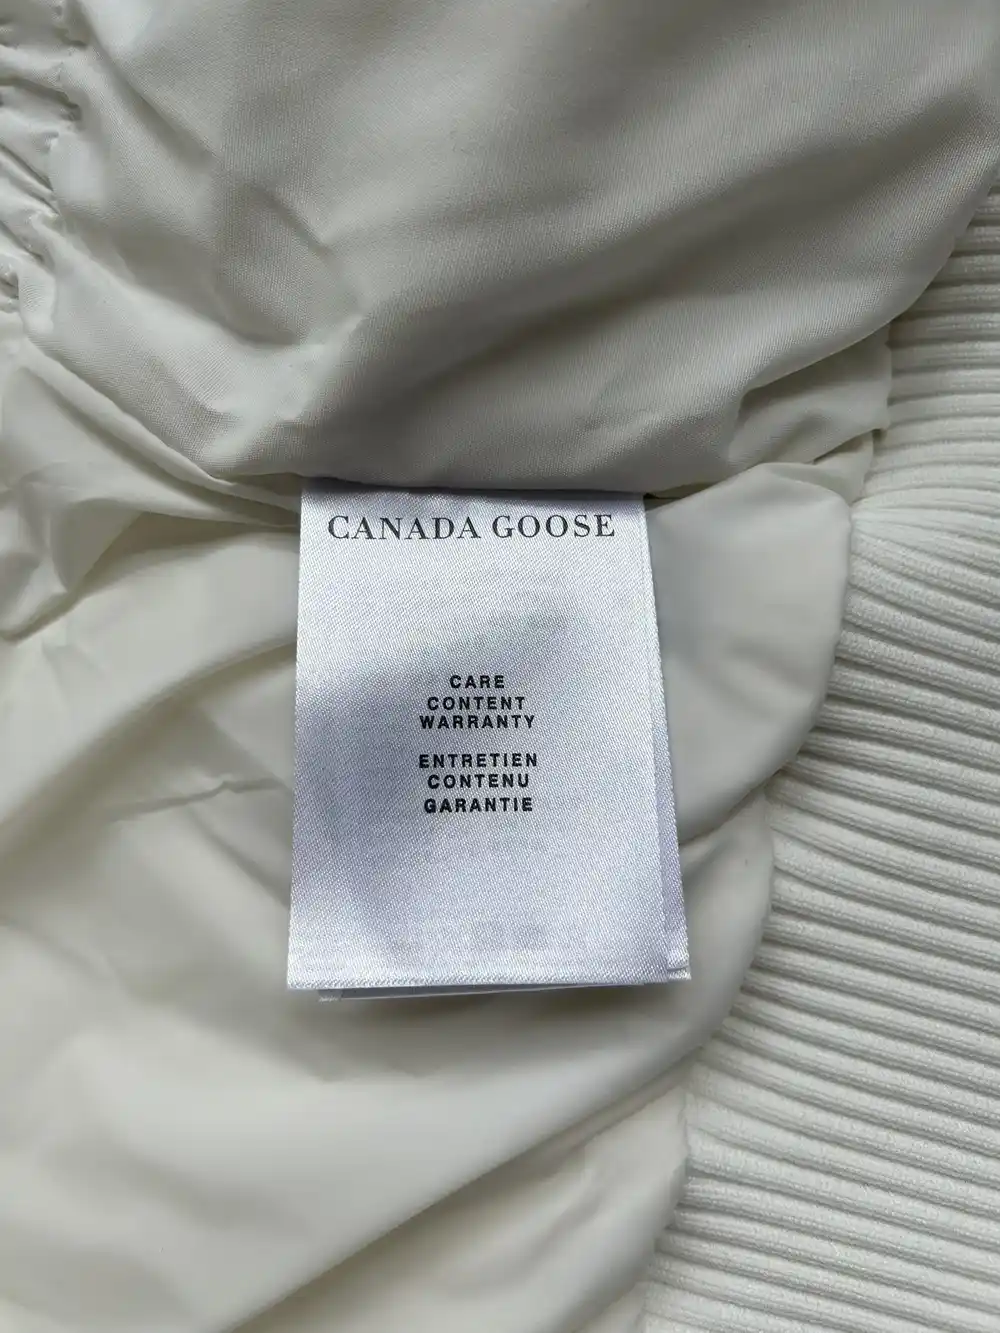 CANADA GOOSE
CARE
CONTENT
WARRANTY
ENTRETIEN
CONTENU
GARANTIE